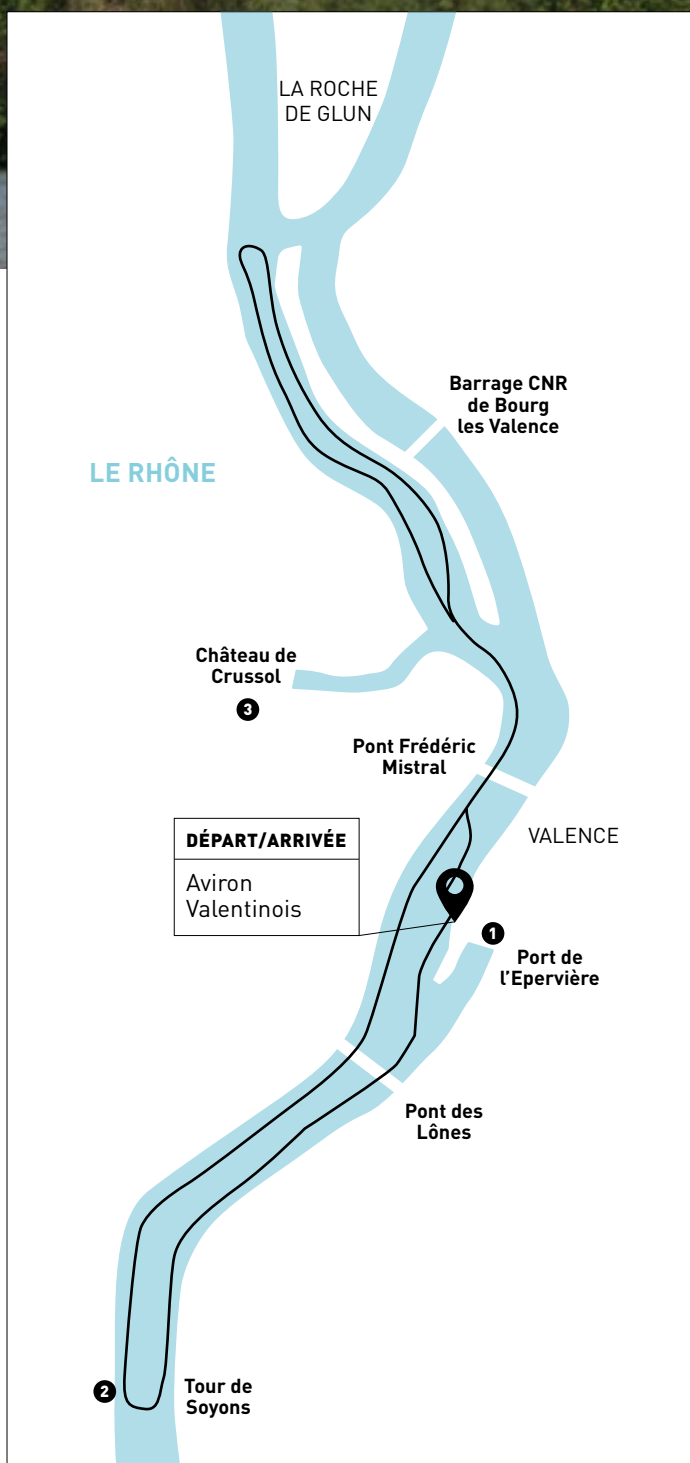 LA ROCHE
DE GLUN
Barrage CNR
de Bourg
les Valence
LE RHÔNE
Château de
Crussol
3
Pont Frédéric
Mistral
DÉPART/ARRIVÉE
Aviron
Valentinois
VALENCE
1
Port de
l'Epervière
Pont des
Lônes
2
Tour de
Soyons